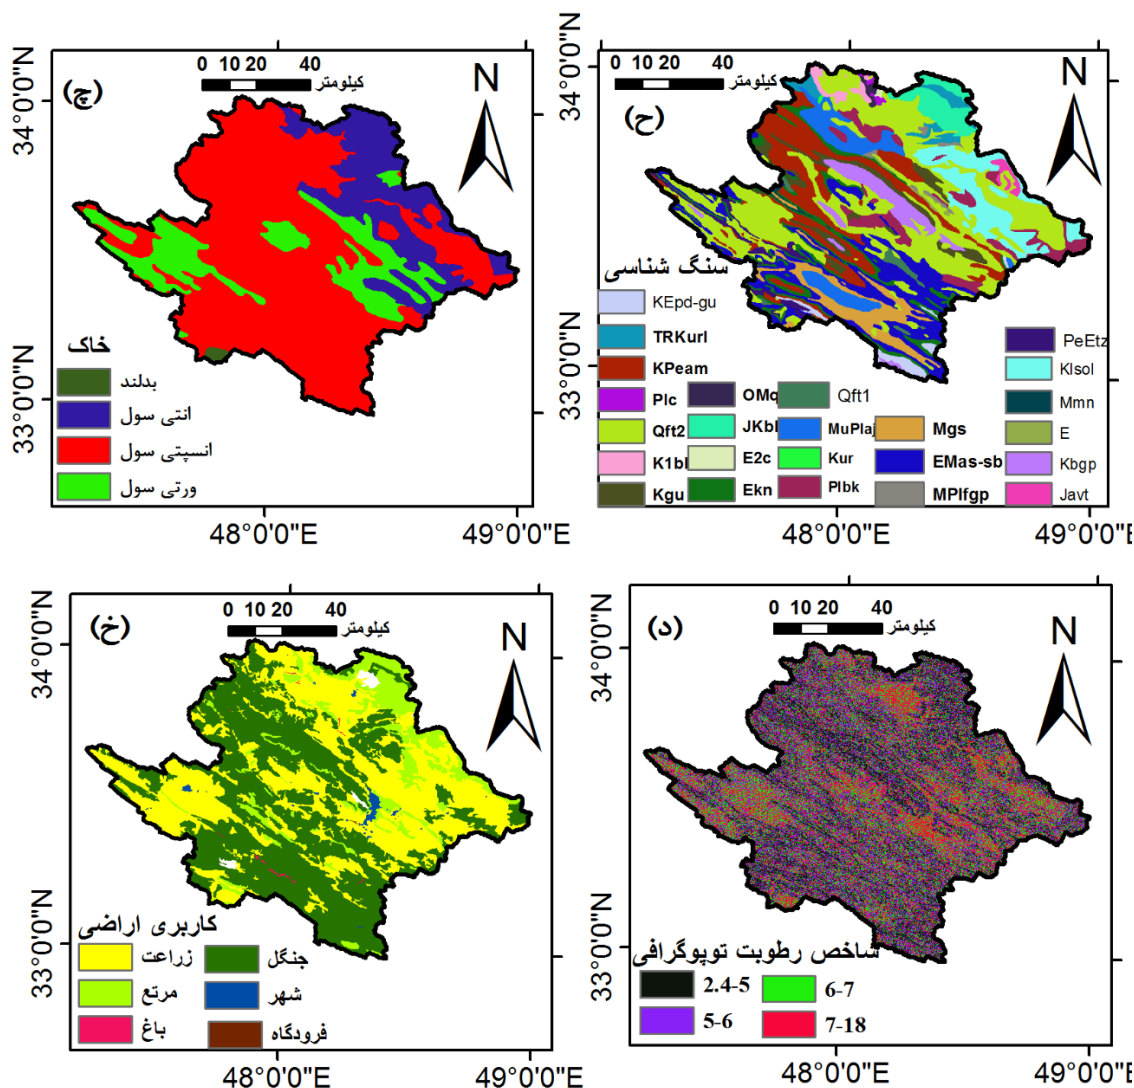 (چ)
0 10 20 40
کیلومتر
N
34°0'0"N
33°0'0"N
خاک
بدلند
انتی سول
انسپتی سول
ورتی سول
48°0'0"E
49°0'0"E
(ح)
0 10 20 40
کیلومتر
N
34°0'0"N
33°0'0"N
سنگ شناسی
KEpd-gu
TRKurl
KPeam
Plc
Qft2
K1bl
Kgu
OMq
JKbl
E2c
Ekn
Qft1
MuPlaj
Kur
Plbk
Mgs
EMas-sb
MPlfgp
PeEtz
KIsol
Mmn
E
Kbgp
Javt
48°0'0"E
49°0'0"E
(خ)
0 10 20 40
کیلومتر
N
34°0'0"N
33°0'0"N
کاربری اراضی
زراعت
مرتع
باغ
جنگل
شهر
فرودگاه
48°0'0"E
49°0'0"E
(د)
0 10 20 40
کیلومتر
N
34°0'0"N
33°0'0"N
شاخص رطوبت توپوگرافی
2.4-5
5-6
6-7
7-18
48°0'0"E
49°0'0"E